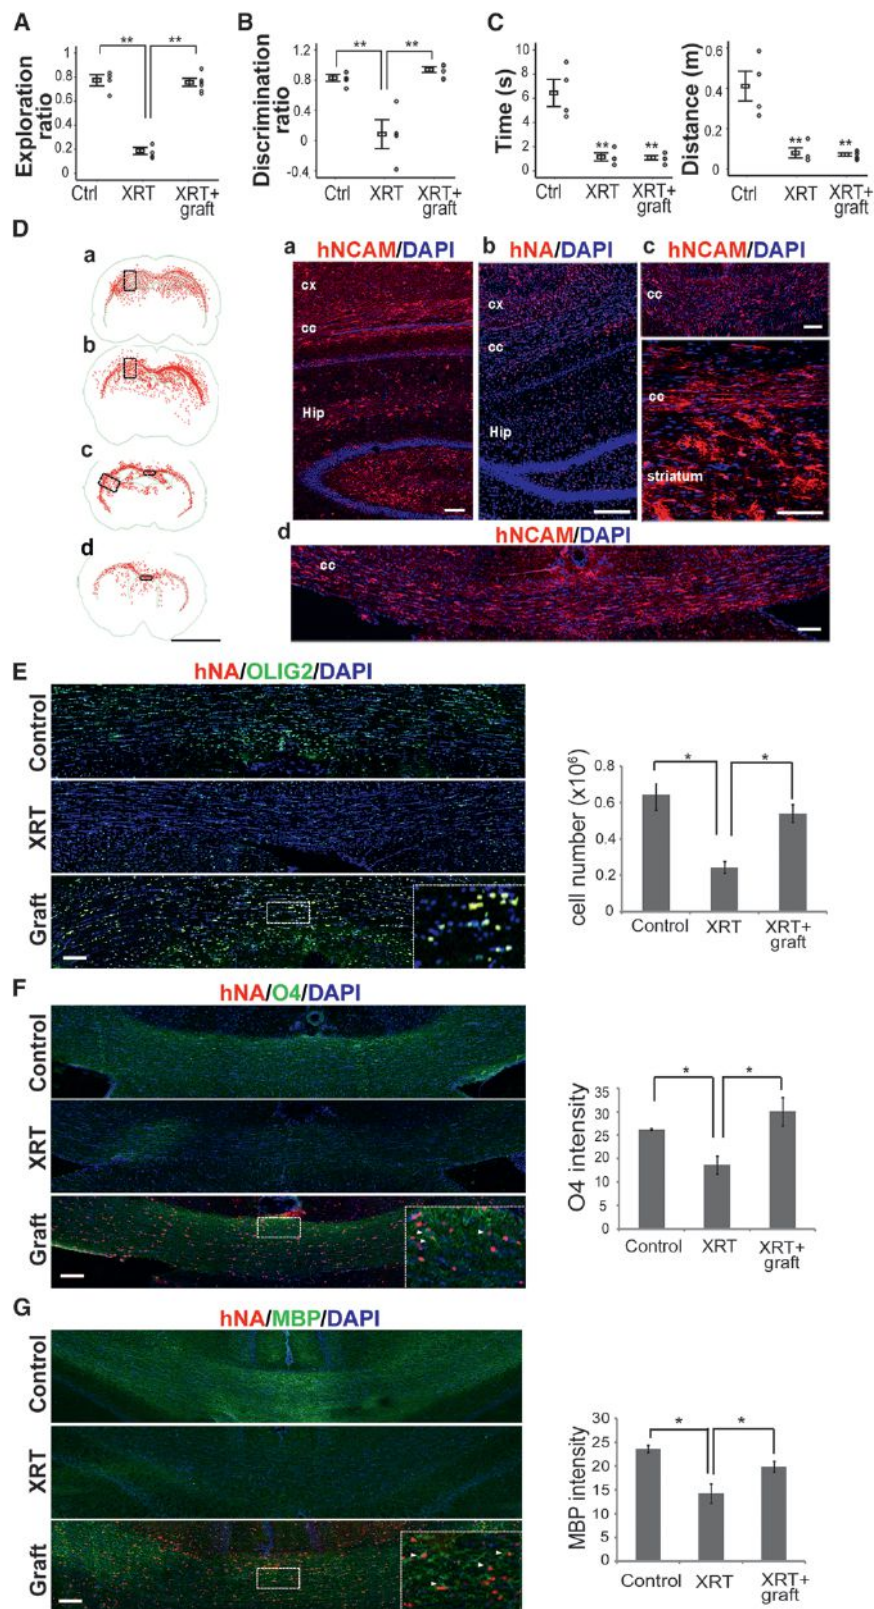 A
Exploration ratio
1
0.8
0.6
0.4
0.2
0
**
**
Ctrl
XRT
XRT+ graft
B
Discrimination ratio
1.2
0.8
0.4
0
-0.4
**
**
Ctrl
XRT
XRT+ graft
C
Time (s)
10
8
6
4
2
0
**
**
Ctrl
XRT
XRT+ graft
Distance (m)
0.6
0.4
0.2
0
**
**
Ctrl
XRT
XRT+ graft
D
a
b
c
d
a
hNCAM/DAPI
cx
cc
Hip
b
hNA/DAPI
cx
cc
Hip
c
hNCAM/DAPI
cc
cc
striatum
d
hNCAM/DAPI
cc
E
hNA/OLIG2/DAPI
Control
XRT
Graft
cell number (x10⁶)
0.8
0.6
0.4
0.2
0
*
*
Control
XRT
XRT+ graft
F
hNA/O4/DAPI
Control
XRT
Graft
O4 intensity
35
30
25
20
15
10
5
0
*
*
Control
XRT
XRT+ graft
G
hNA/MBP/DAPI
Control
XRT
Graft
MBP intensity
30
25
20
15
10
5
0
*
*
Control
XRT
XRT+ graft